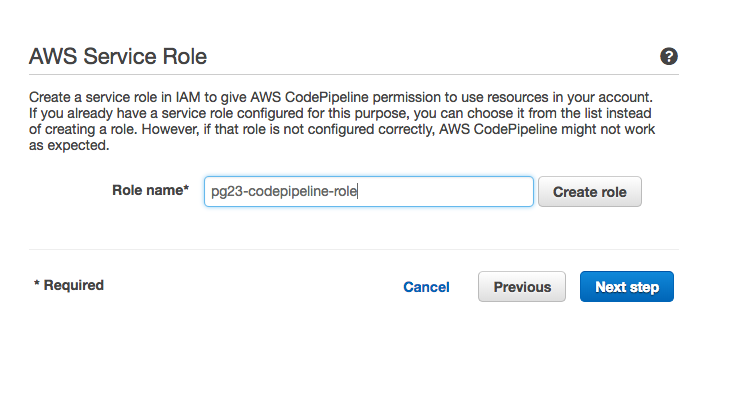 AWS Service Role
?
Create a service role in IAM to give AWS CodePipeline permission to use resources in your account.
If you already have a service role configured for this purpose, you can choose it from the list instead
of creating a role. However, if that role is not configured correctly, AWS CodePipeline might not work
as expected.
Role name* pg23-codepipeline-role Create role
* Required Cancel Previous Next step